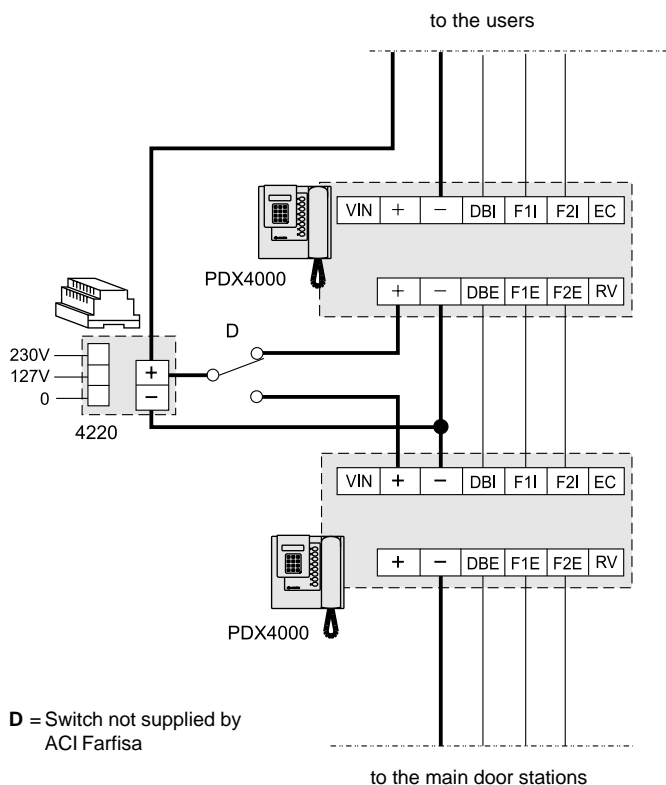 to the users
VIN + − DBI F1I F2I EC
PDX4000
+ − DBE F1E F2E RV
D
230V
127V
0
+
−
4220
VIN + − DBI F1I F2I EC
+ − DBE F1E F2E RV
PDX4000
D = Switch not supplied by
ACI Farfisa
to the main door stations